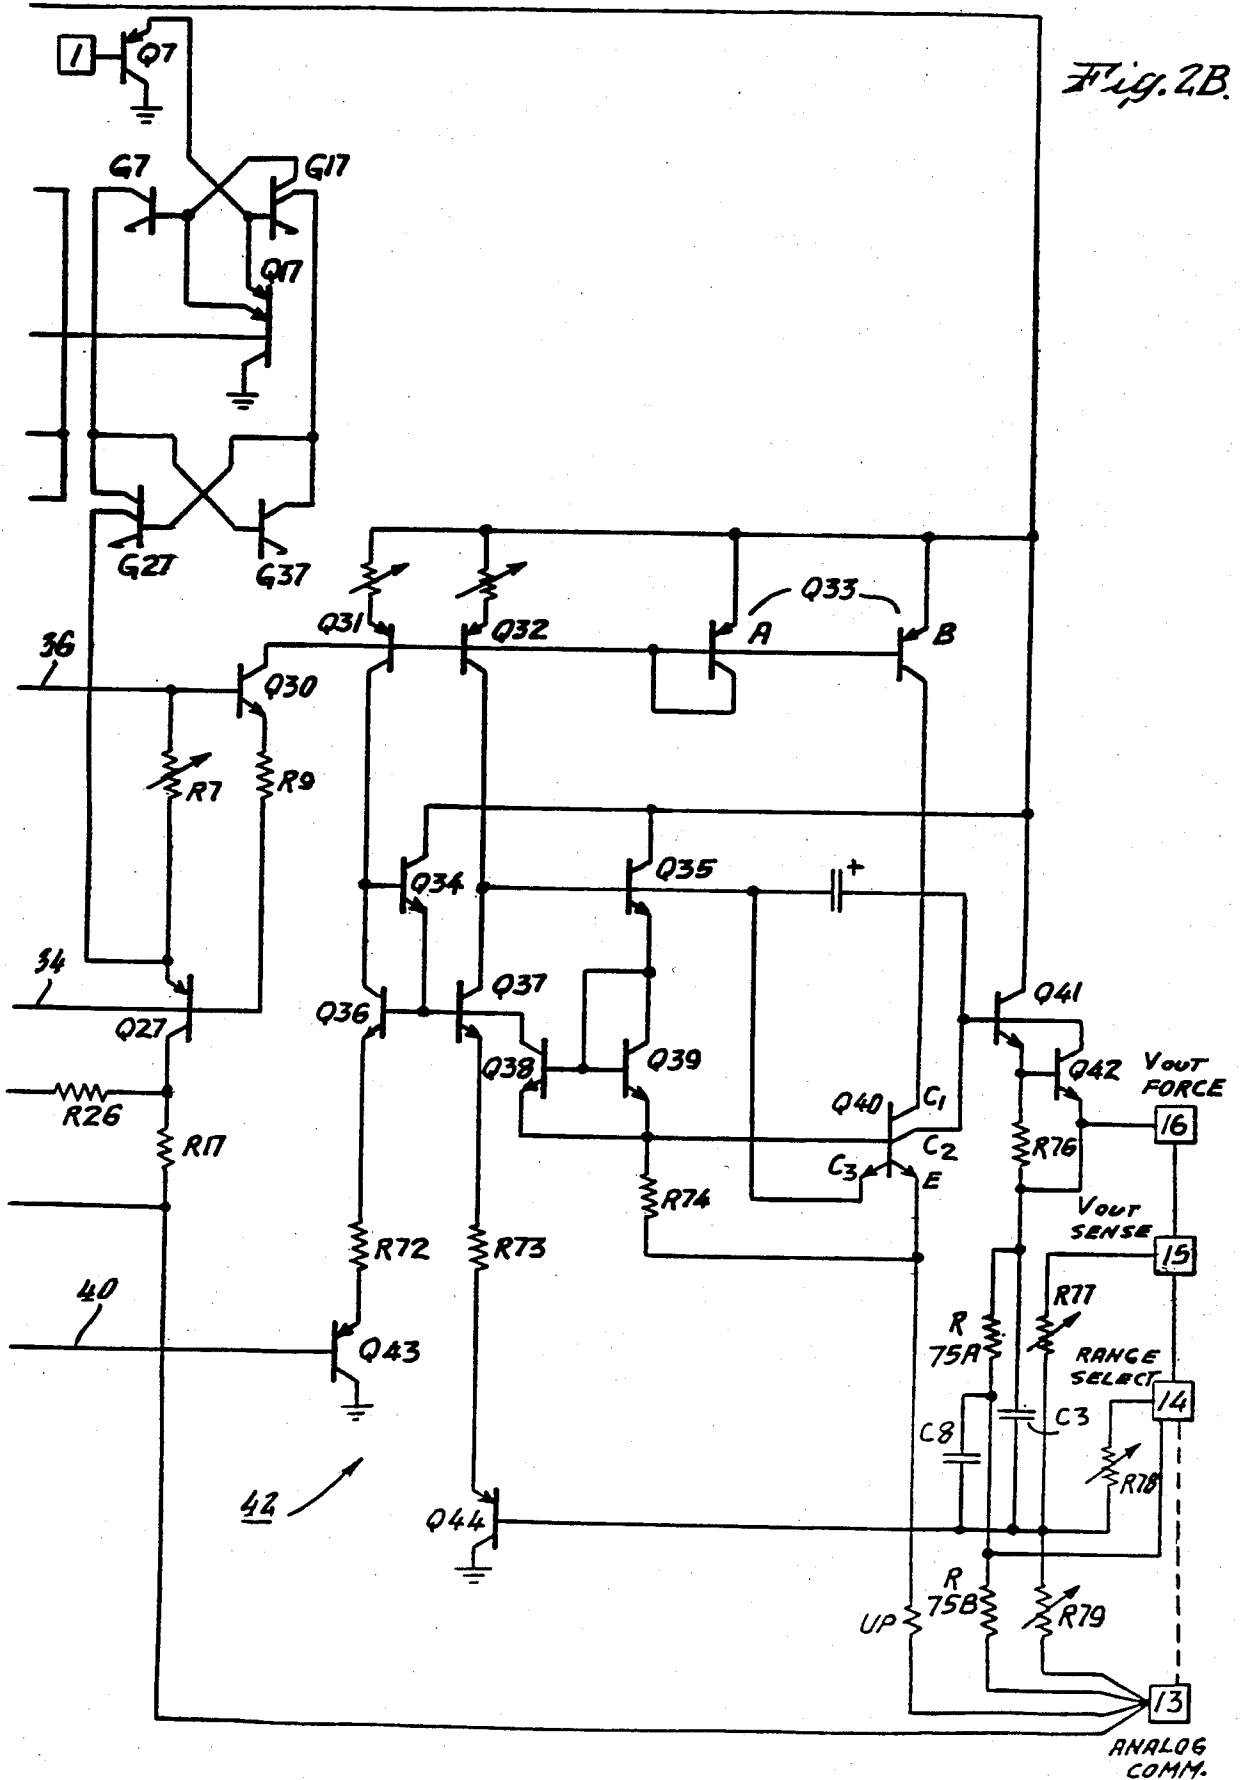 Fig. 2B.
1
Q7
G7
G17
Q17
G27
G37
Q31
Q32
Q33
A
B
36
Q30
R7
R9
Q34
Q35
+
34
Q27
Q36
Q37
Q38
Q39
Q41
Q42
VOUT
FORCE
16
R26
R17
Q40
C1
C2
C3
E
R76
R74
VOUT
SENSE
15
R72
R73
40
Q43
R
75A
R77
RANGE
SELECT
14
C8
C3
R78
42
Q44
R
75B
R79
UP
13
ANALOG
COMM.